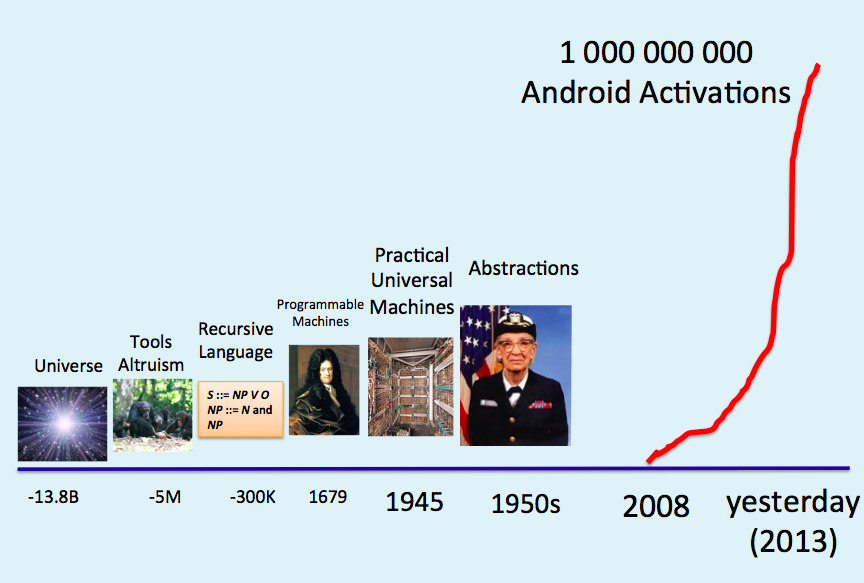 1 000 000 000
Android Activations
Practical
Universal
Machines
Abstractions
Programmable
Machines
Recursive
Language
Tools
Altruism
Universe
S ::= NP V O
NP ::= N and
NP
-13.8B
-5M
-300K
1679
1945
1950s
2008
yesterday
(2013)